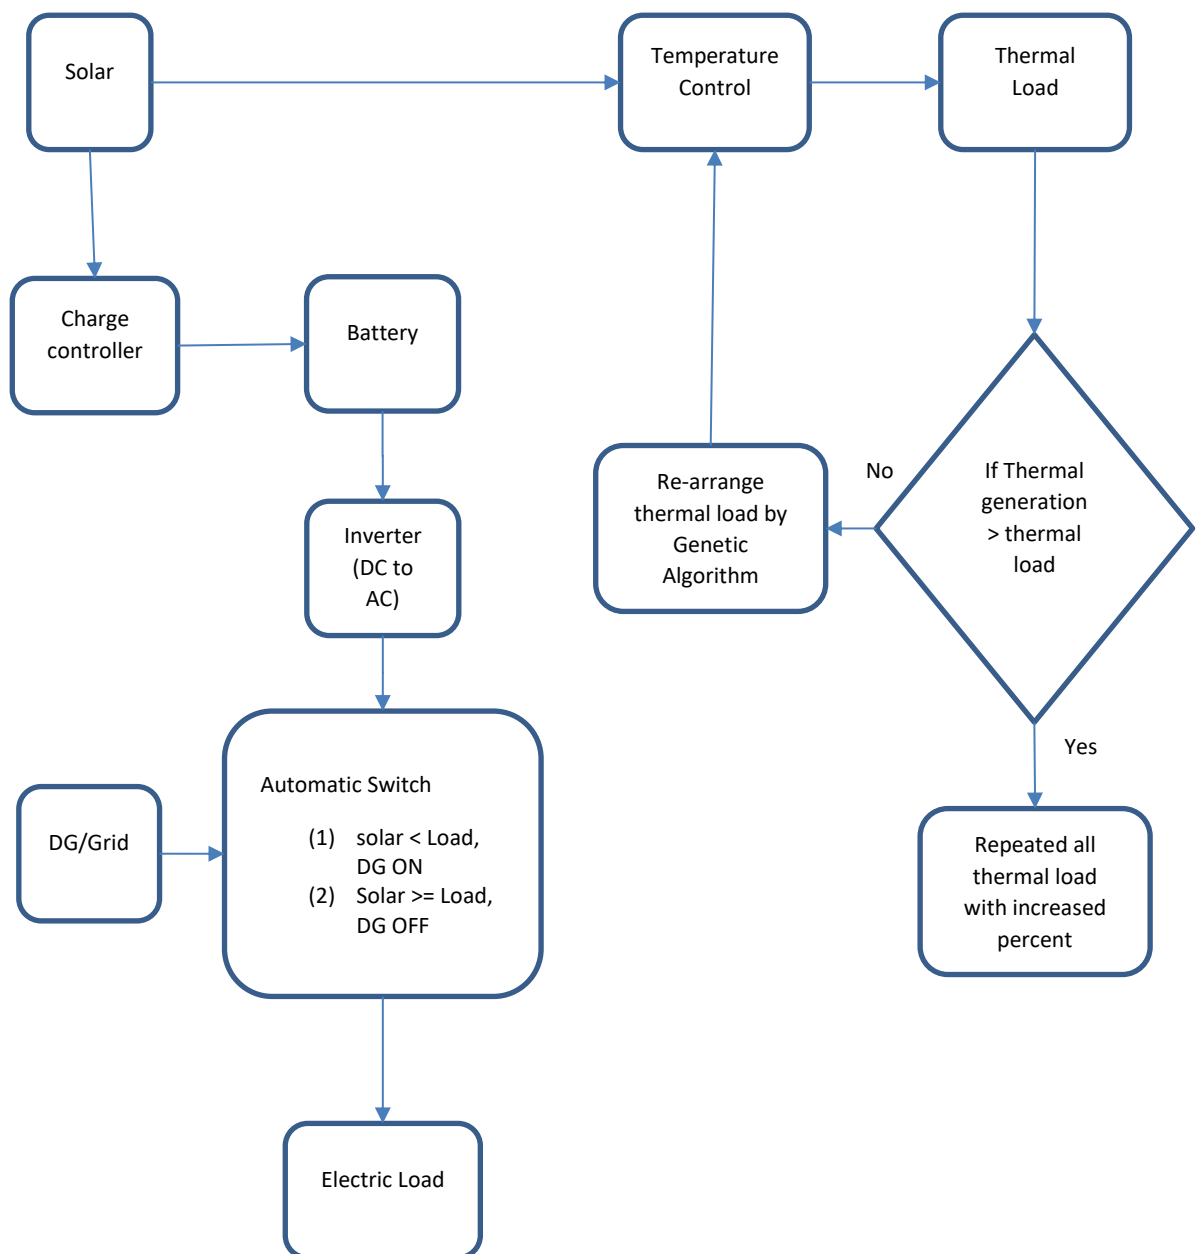 Solar
Temperature
Control
Thermal
Load
Charge
controller
Battery
Inverter
(DC to
AC)
Re-arrange
thermal load by
Genetic
Algorithm
No
If Thermal
generation
> thermal
load
Yes
DG/Grid
Automatic Switch
(1) solar < Load,
DG ON
(2) Solar >= Load,
DG OFF
Repeated all
thermal load
with increased
percent
Electric Load